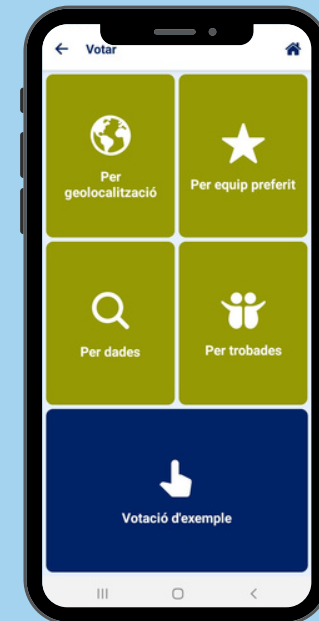 Votar
Per
geolocalització
Per equip preferit
Per dades
Per trobades
Votació d'exemple